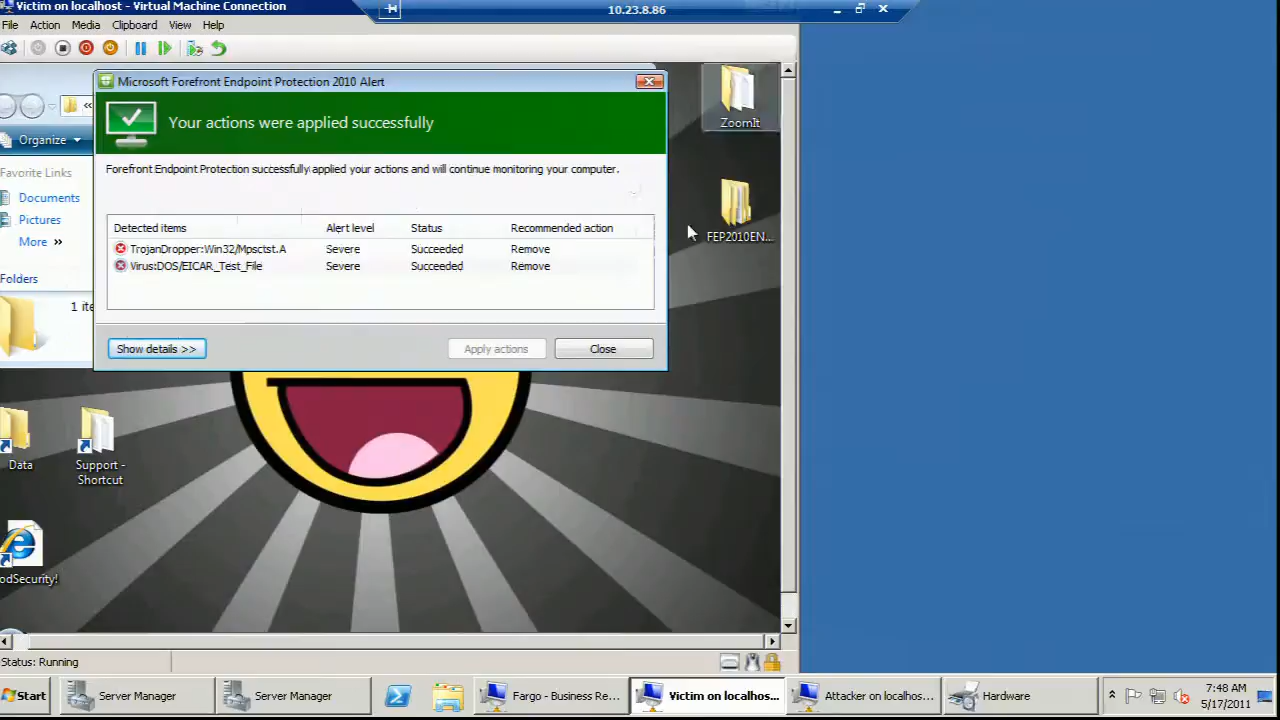 Victim on localhost - Virtual Machine Connection
10.23.8.86
File Action Media Clipboard View Help
Microsoft Forefront Endpoint Protection 2010 Alert
Your actions were applied successfully
Forefront Endpoint Protection successfully applied your actions and will continue monitoring your computer.
Detected items Alert level Status Recommended action
TrojanDropper:Win32/Mpsctst.A Severe Succeeded Remove
Virus:DOS/EICAR_Test_File Severe Succeeded Remove
Show details >> Apply actions Close
Organize
Favorite Links
Documents
Pictures
More »
Folders
1 ite
ZoomIt
FEP2010EN...
Data
Support -
Shortcut
odSecurity!
Status: Running
Start Server Manager Server Manager Fargo - Business Re... Victim on localhos... Attacker on localhos... Hardware
7:48 AM
5/17/2011